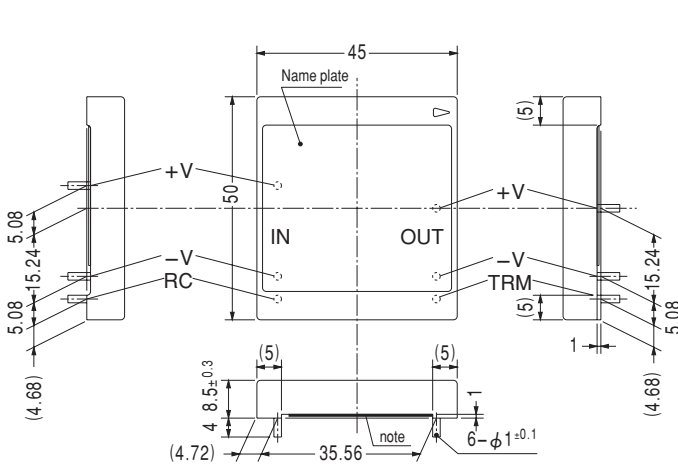 45
Name plate
(5)
+V
50
+V
5.08
IN
OUT
15.24
−V
−V
15.24
RC
TRM
5.08
(5)
5.08
(5)
(5)
1
(4.68)
8.5±0.3
1
(4.68)
4
note
6−φ1±0.1
(4.72)
35.56